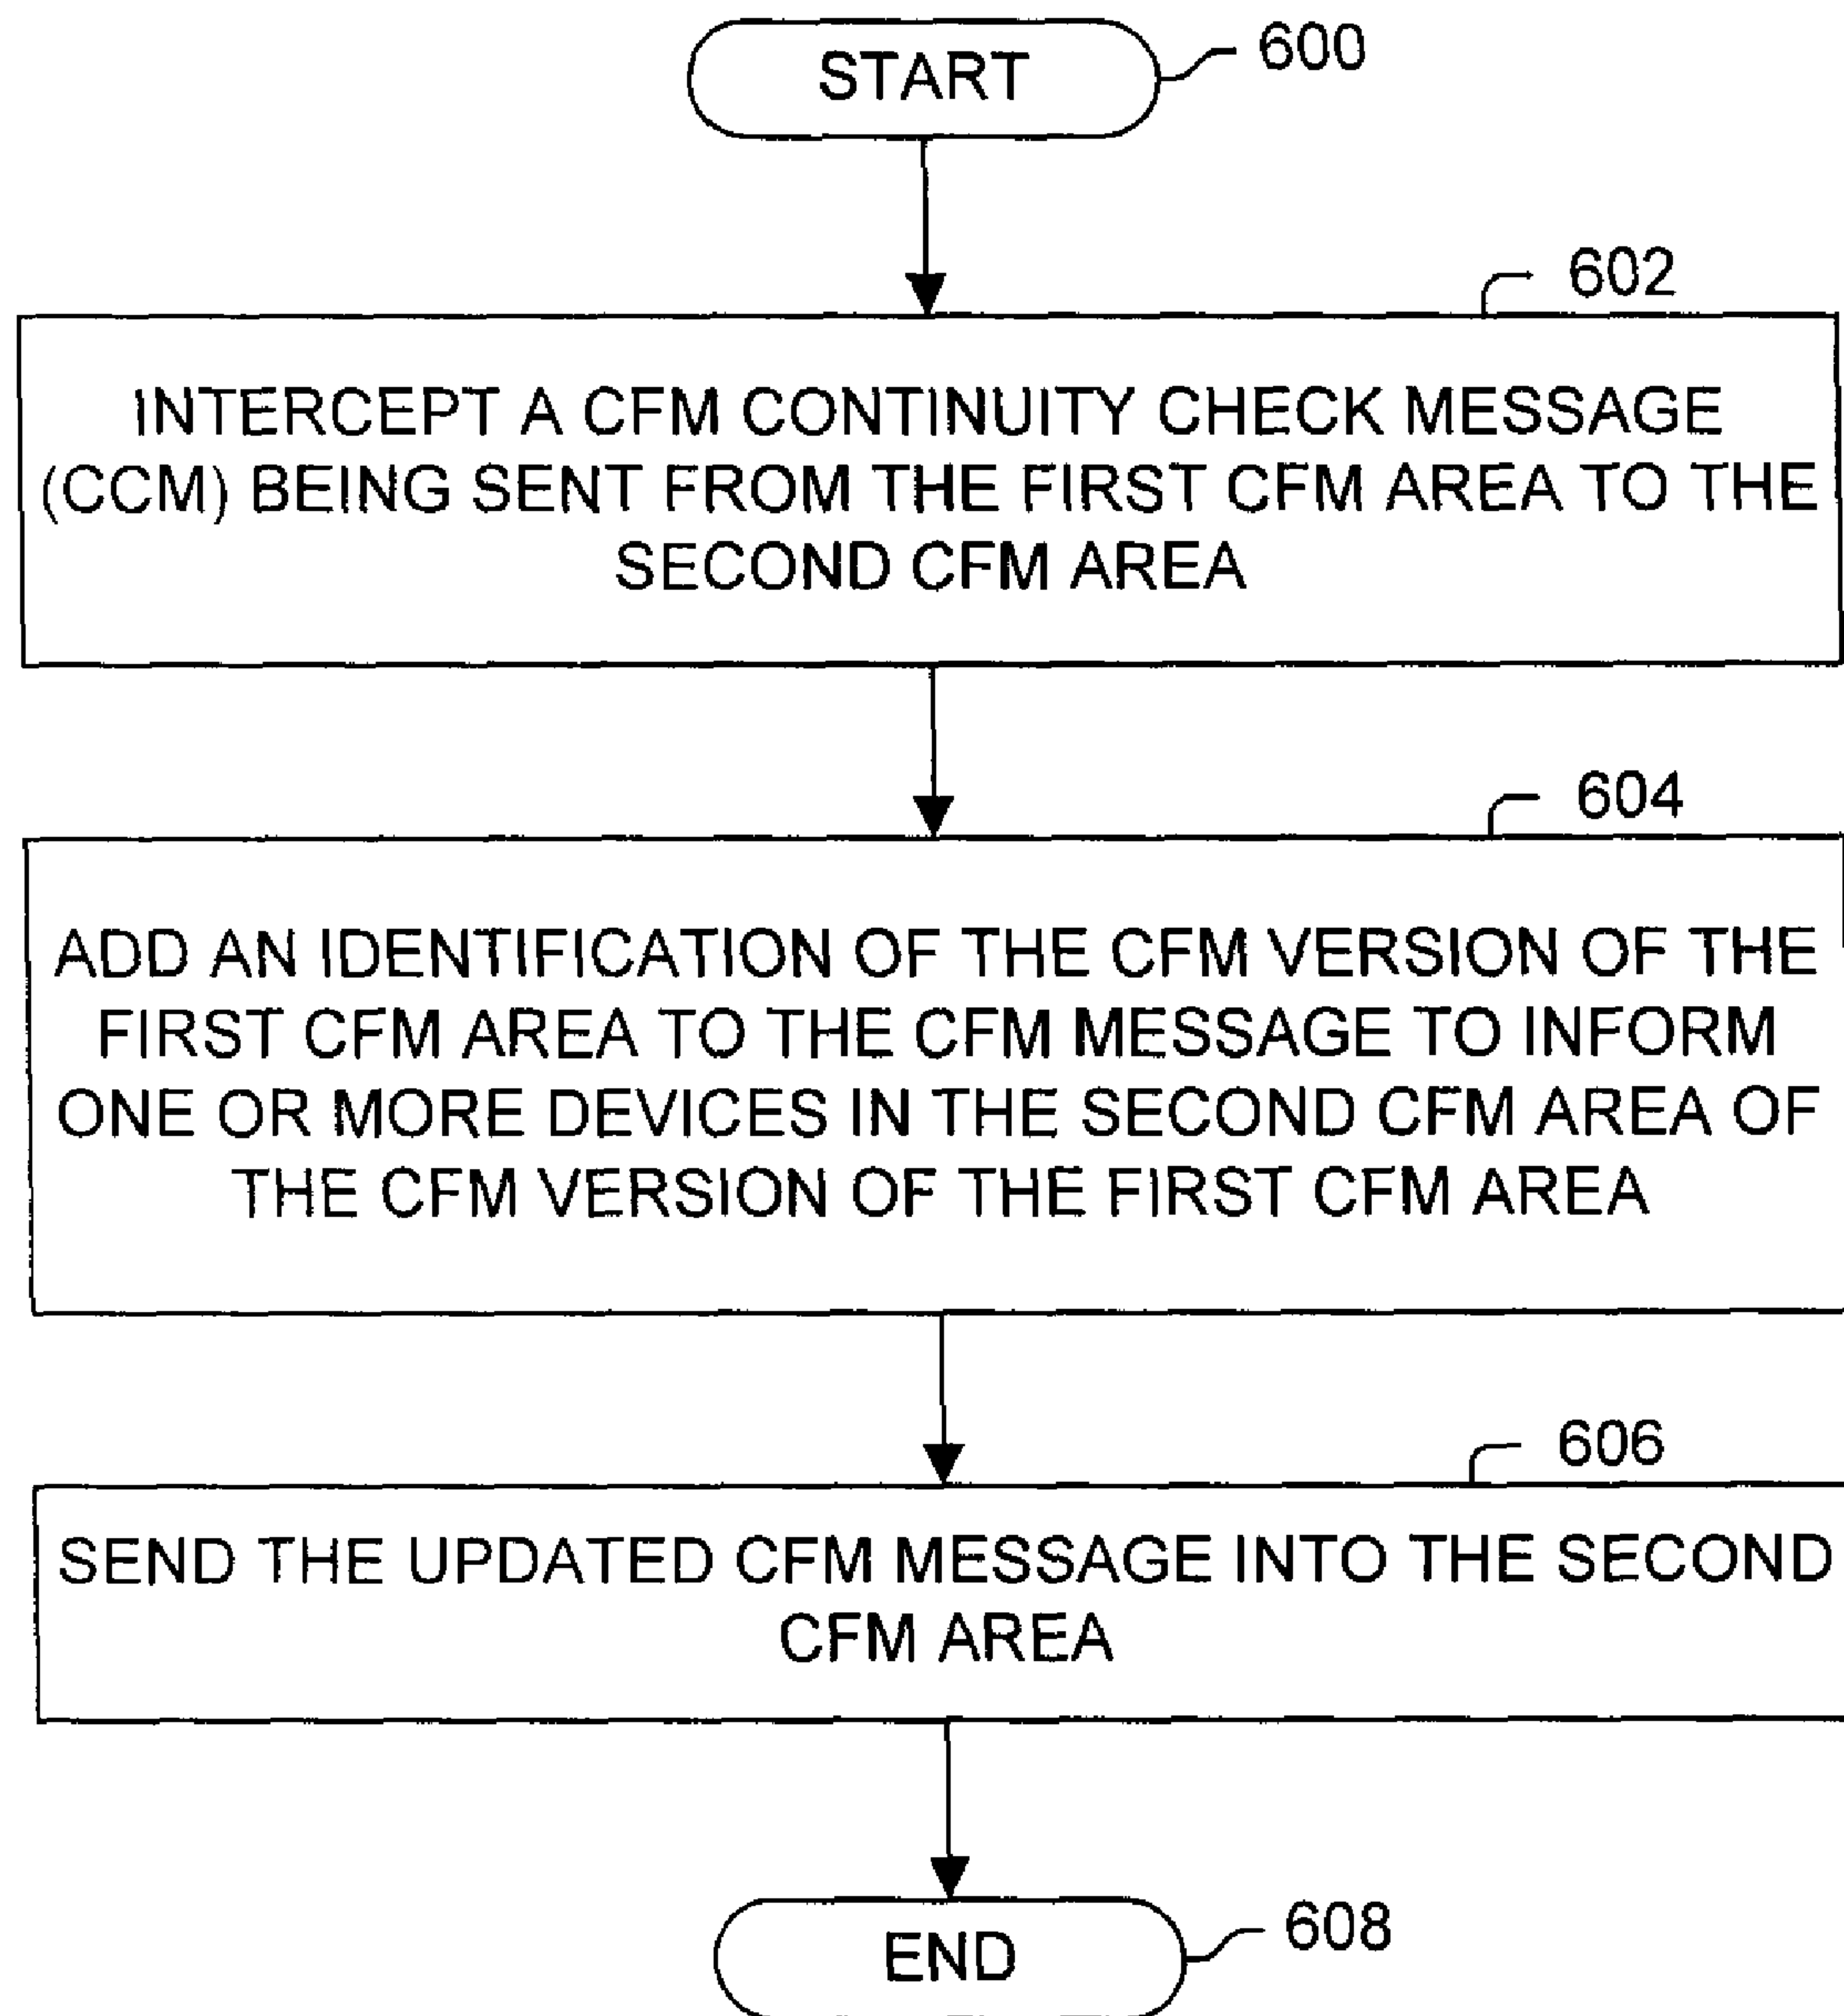 START
600
602
INTERCEPT A CFM CONTINUITY CHECK MESSAGE
(CCM) BEING SENT FROM THE FIRST CFM AREA TO THE
SECOND CFM AREA
604
ADD AN IDENTIFICATION OF THE CFM VERSION OF THE
FIRST CFM AREA TO THE CFM MESSAGE TO INFORM
ONE OR MORE DEVICES IN THE SECOND CFM AREA OF
THE CFM VERSION OF THE FIRST CFM AREA
606
SEND THE UPDATED CFM MESSAGE INTO THE SECOND
CFM AREA
END
608